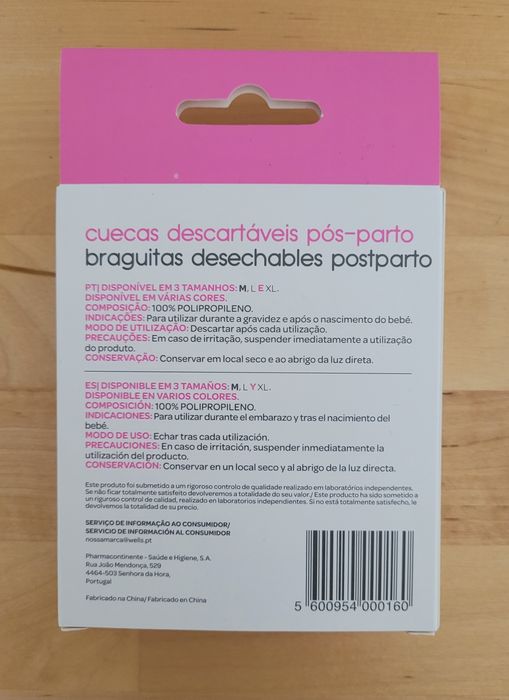 cuecas descartáveis pós-parto
braguitas desechables postparto
PT| DISPONÍVEL EM 3 TAMANHOS: M, L E XL.
DISPONÍVEL EM VÁRIAS CORES.
COMPOSIÇÃO: 100% POLIPROPILENO.
INDICAÇÕES: Para utilizar durante a gravidez e após o nascimento do bebé.
MODO DE UTILIZAÇÃO: Descartar após cada utilização.
PRECAUÇÕES: Em caso de irritação, suspender imediatamente a utilização
do produto.
CONSERVAÇÃO: Conservar em local seco e ao abrigo da luz direta.
ES| DISPONIBLE EM 3 TAMAÑOS: M, L Y XL.
DISPONIBLE EN VARIOS COLORES.
COMPOSICIÓN: 100% POLIPROPILENO.
INDICACIONES: Para utilizar durante el embarazo y tras el nacimiento del
bebé.
MODO DE USO: Echar tras cada utilización.
PRECAUCIONES: En caso de irritación, suspender inmediatamente la
utilización del producto.
CONSERVACIÓN: Conservar en un local seco y al abrigo de la luz directa.
Este produto foi submetido a um rigoroso controlo de qualidade realizado em laboratórios independentes.
Se não ficar totalmente satisfeito devolveremos a totalidade do seu valor./ Este producto ha sido sometido a
un riguroso control de calidad, realizado en laboratorios independientes. Si no está totalmente satisfecho, le
devolvemos la totalidad de su precio.
SERVIÇO DE INFORMAÇÃO AO CONSUMIDOR/
SERVICIO DE INFORMACIÓN AL CONSUMIDOR
nossamarca@wells.pt
Pharmacontinente - Saúde e Higiene, S.A.
Rua João Mendonça, 529
4464-503 Senhora da Hora,
Portugal
Fabricado na China/ Fabricado en China
5 600954 000160